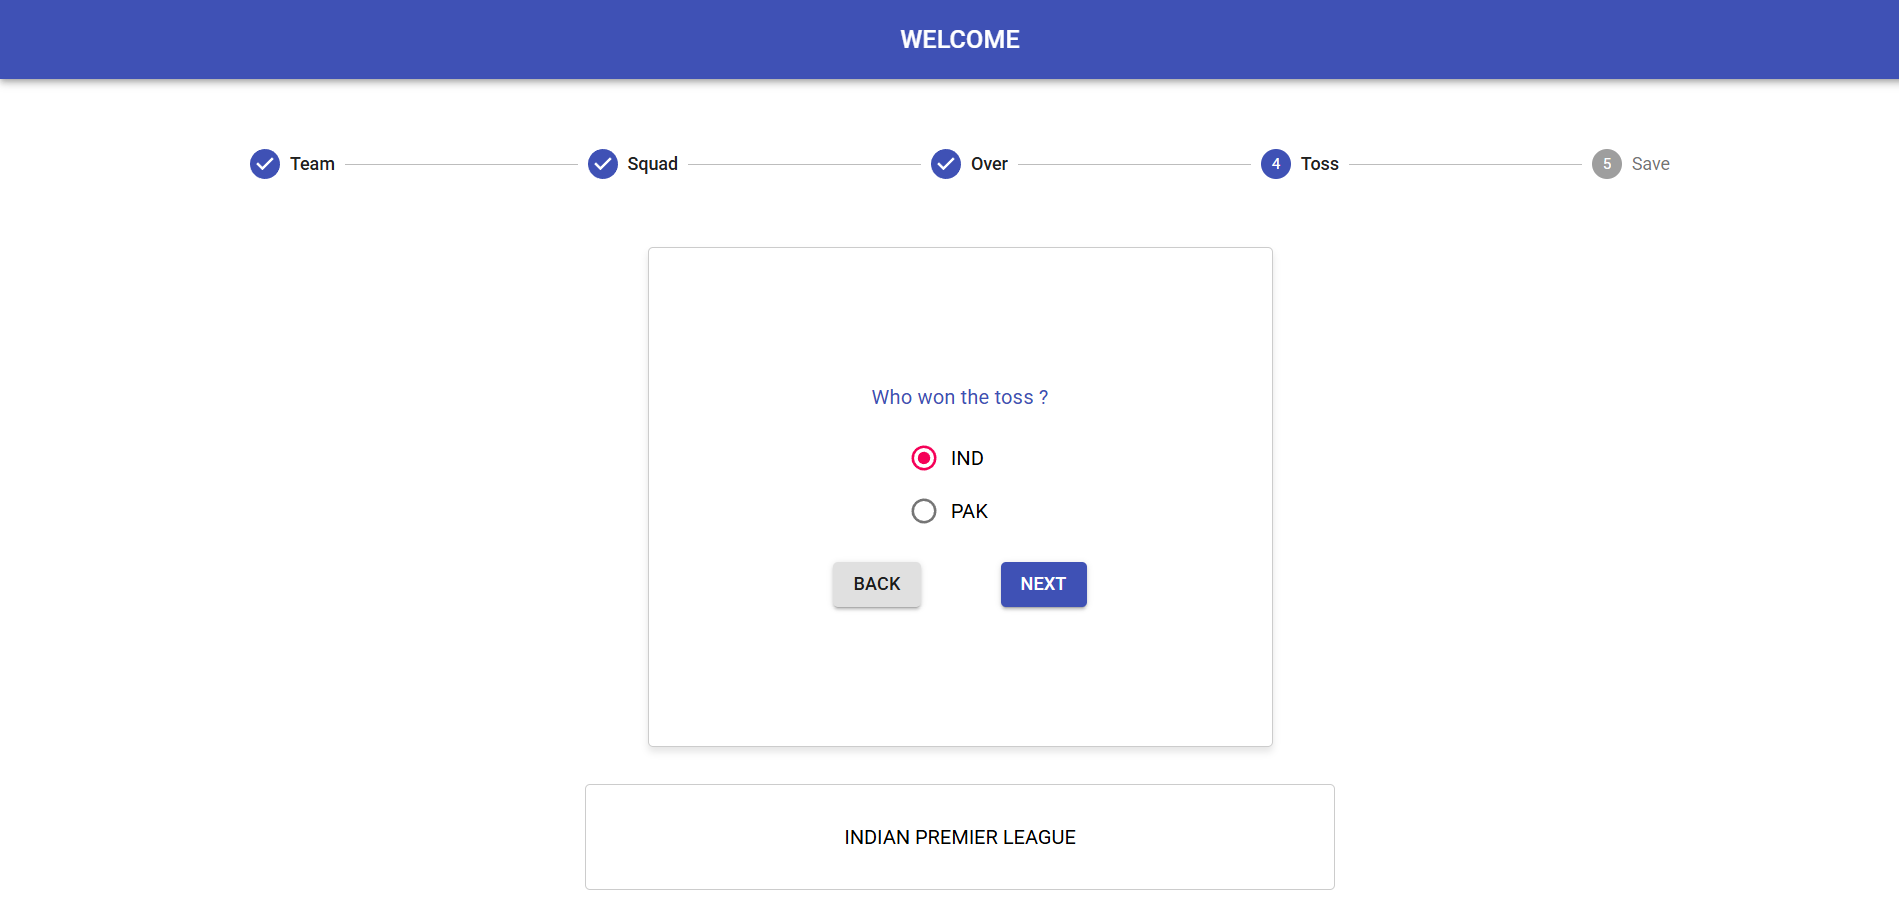 WELCOME
Team Squad Over 4 Toss 5 Save
Who won the toss ?
IND
PAK
BACK NEXT
INDIAN PREMIER LEAGUE